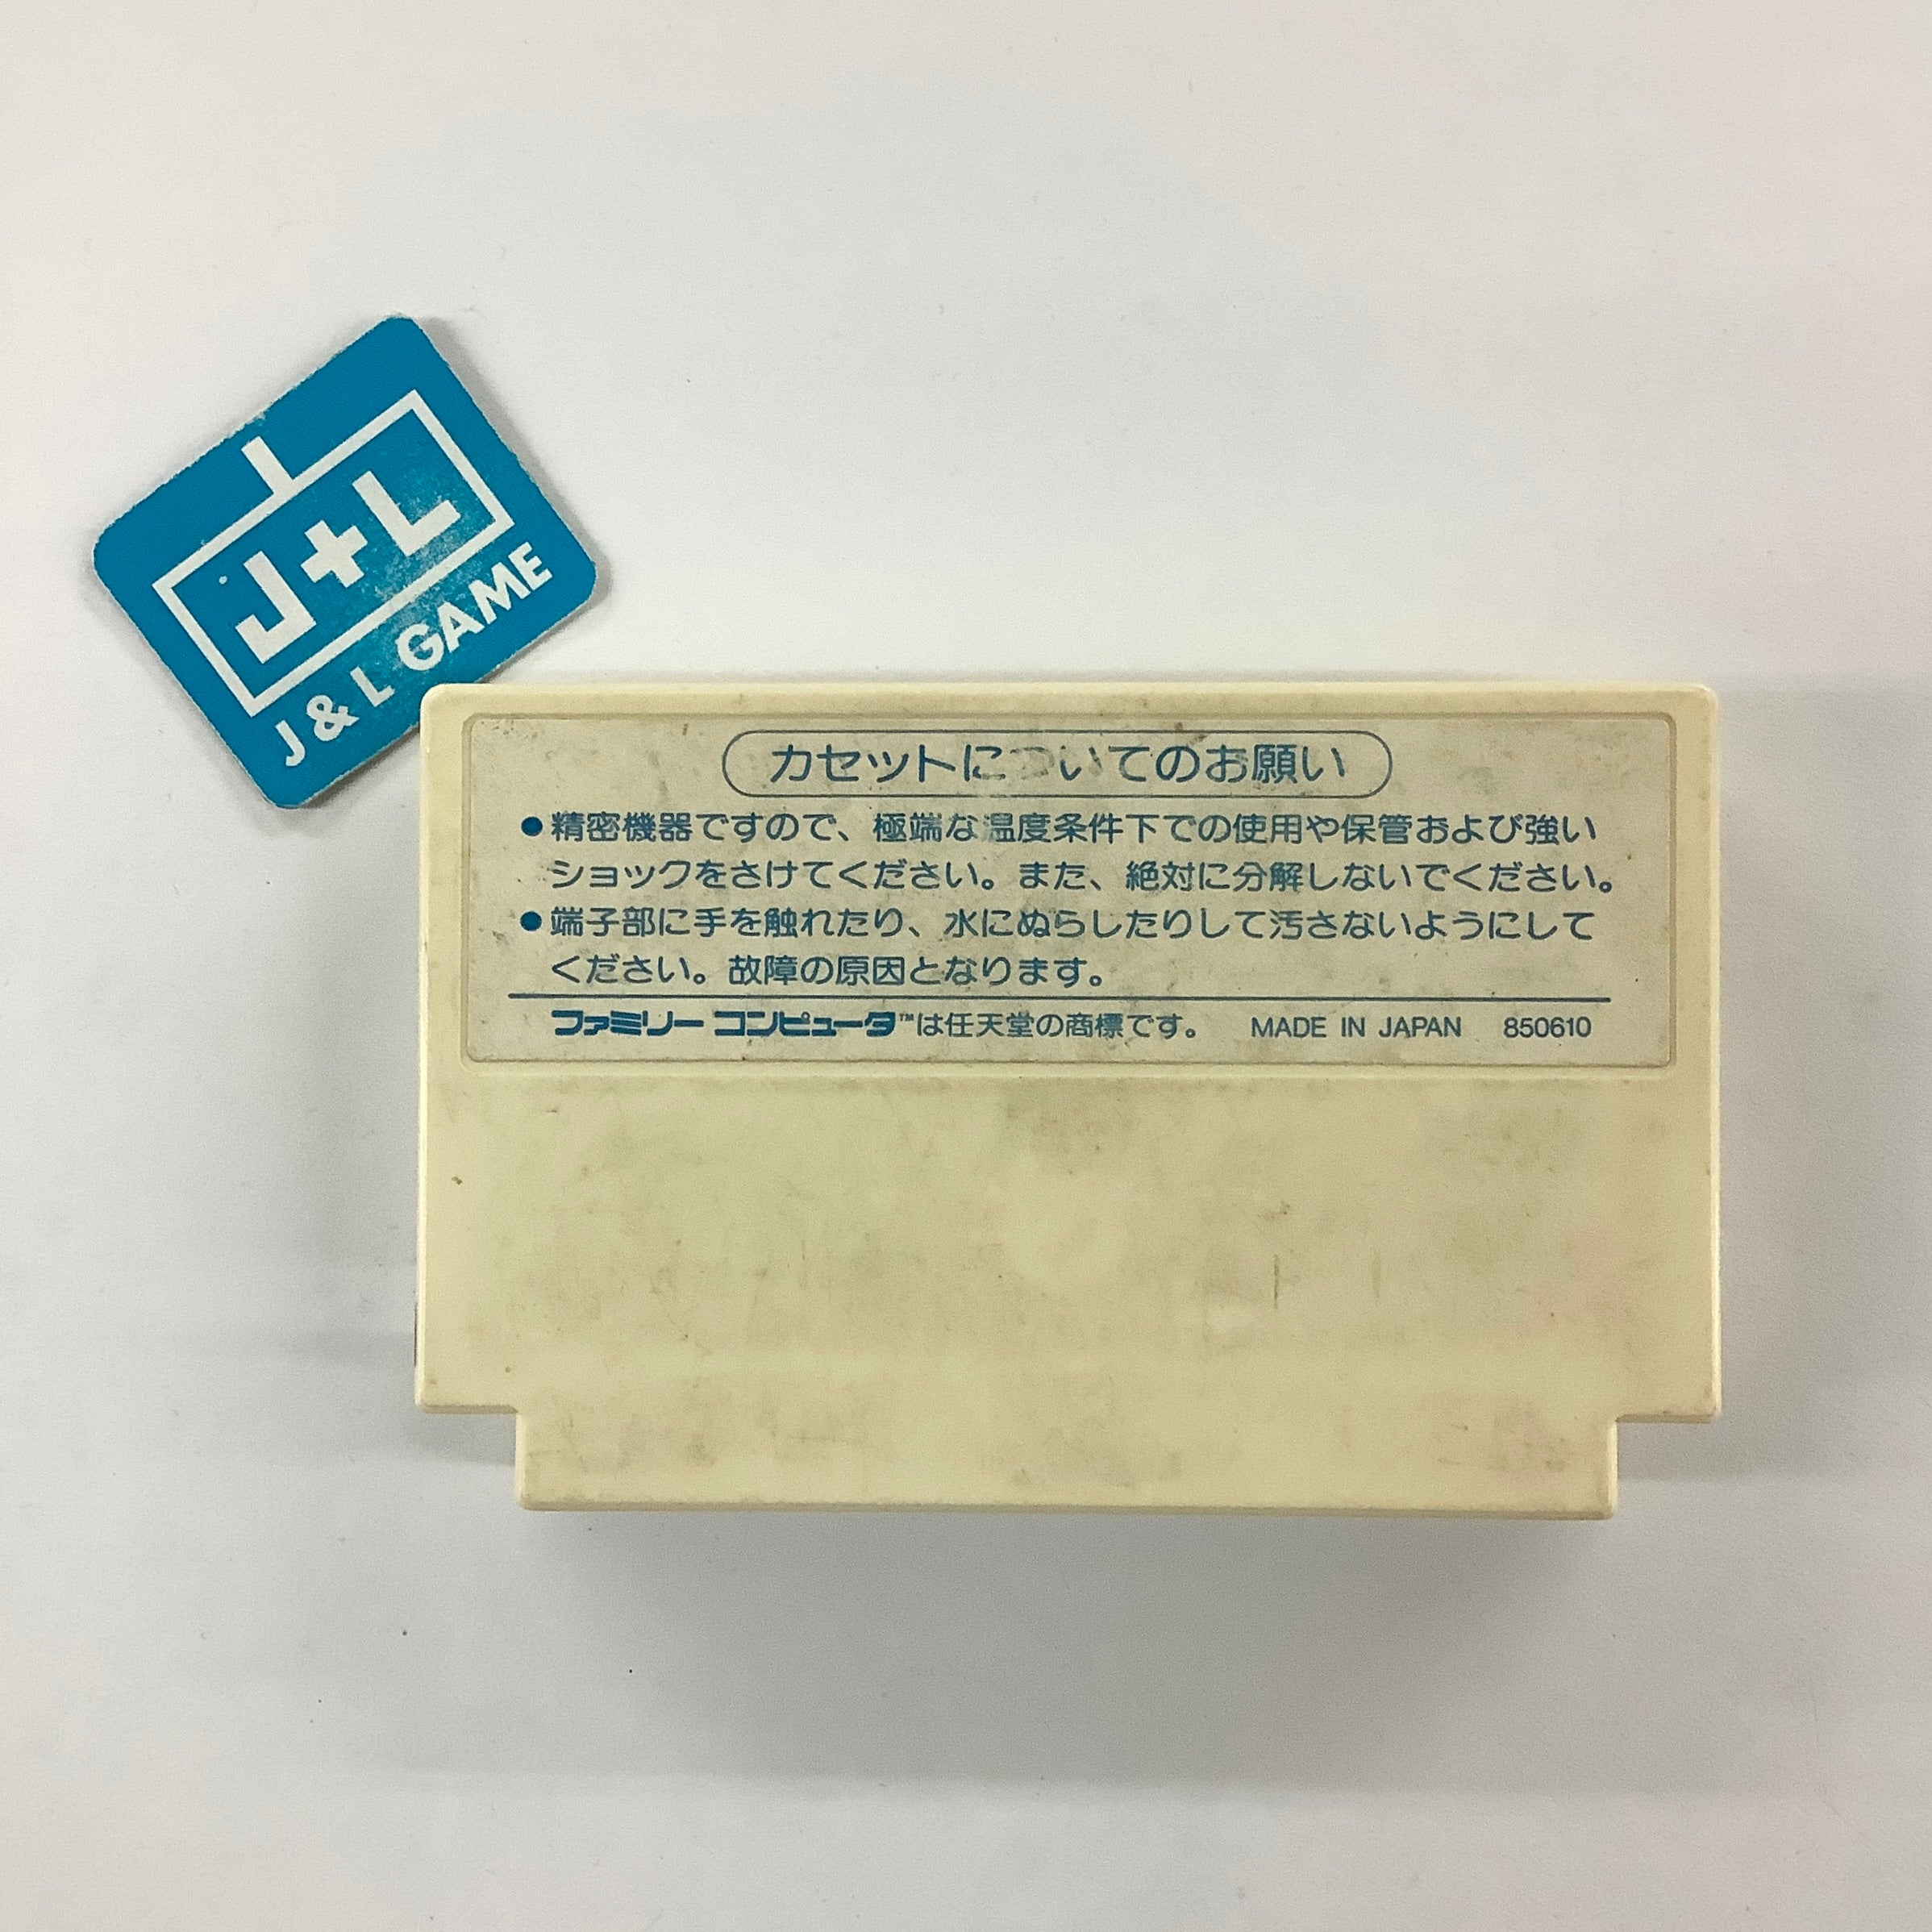 J+L
J & L GAME
カセットについてのお願い
●精密機器ですので、極端な温度条件下での使用や保管および強い
ショックをさけてください。また、絶対に分解しないでください。
●端子部に手を触れたり、水にぬらしたりして汚さないようにして
ください。故障の原因となります。
ファミリー コンピュータ™は任天堂の商標です。 MADE IN JAPAN 850610